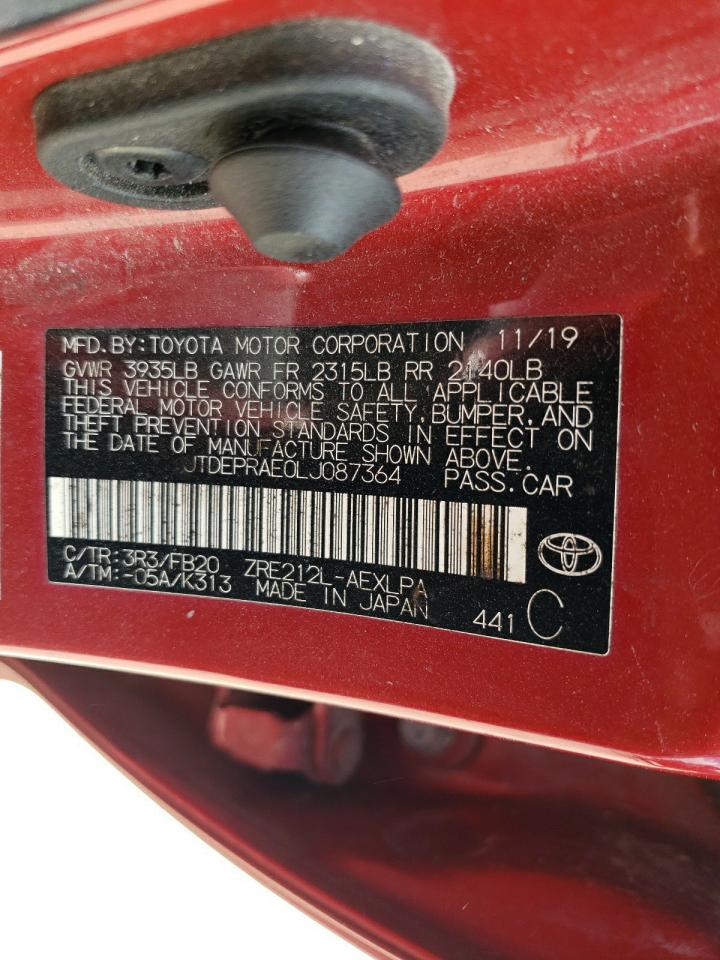 MFD.BY:TOYOTA MOTOR CORPORATION 11/19
GVWR 3935LB GAWR FR 2315LB RR 2140LB
THIS VEHICLE CONFORMS TO ALL APPLICABLE
FEDERAL MOTOR VEHICLE SAFETY,BUMPER,AND
THEFT PREVENTION STANDARDS IN EFFECT ON
THE DATE OF MANUFACTURE SHOWN ABOVE.
JTDEPRAE0LJ087364 PASS.CAR
C/TR:3R3/FB20 ZRE212L-AEXLPA
A/TM:-05A/K313 MADE IN JAPAN
441 C